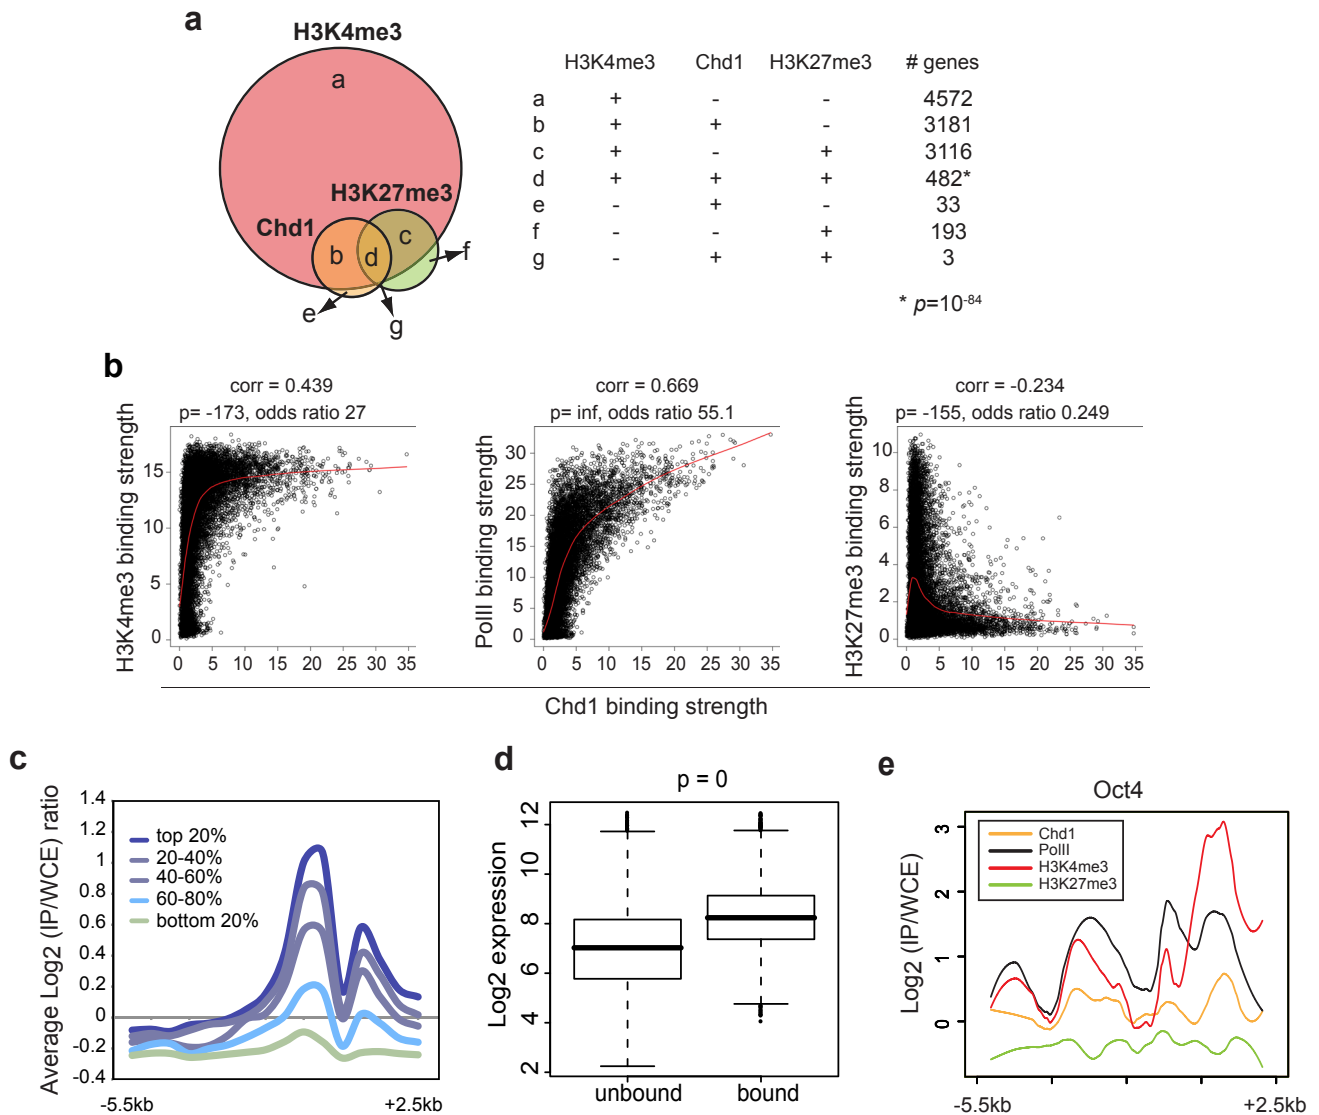 a
H3K4me3
a
H3K27me3
Chd1
b
d
c
f
e
g
H3K4me3 Chd1 H3K27me3 # genes
a + - - 4572
b + + - 3181
c + - + 3116
d + + + 482*
e - + - 33
f - - + 193
g - + + 3
* p=10-84
b
corr = 0.439
p= -173, odds ratio 27
H3K4me3 binding strength
15
10
5
0
0 5 10 15 20 25 30 35
corr = 0.669
p= inf, odds ratio 55.1
PolII binding strength
30
25
20
15
10
5
0
0 5 10 15 20 25 30 35
corr = -0.234
p= -155, odds ratio 0.249
H3K27me3 binding strength
10
8
6
4
2
0
0 5 10 15 20 25 30 35
Chd1 binding strength
c
Average Log2 (IP/WCE) ratio
1.4
1.2
1
0.8
0.6
0.4
0.2
0
-0.2
-0.4
top 20%
20-40%
40-60%
60-80%
bottom 20%
-5.5kb +2.5kb
d
p = 0
Log2 expression
12
10
8
6
4
2
unbound bound
e
Oct4
Log2 (IP/WCE)
3
2
1
0
Chd1
PolII
H3K4me3
H3K27me3
-5.5kb +2.5kb